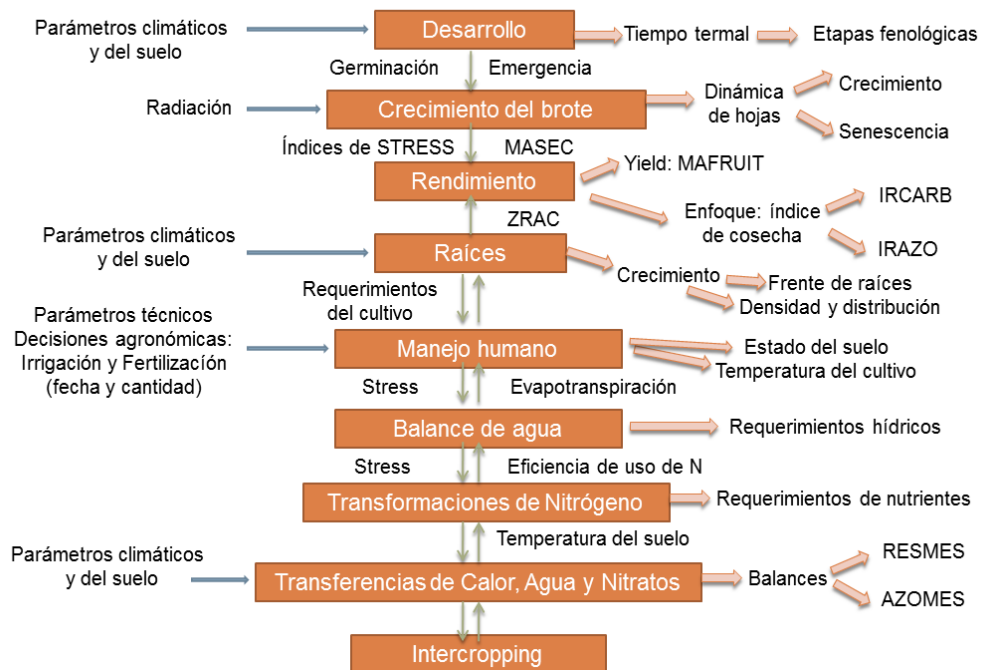 Parámetros climáticos
y del suelo
Desarrollo
Tiempo termal
Etapas fenológicas
Germinación
Emergencia
Radiación
Crecimiento del brote
Dinámica
de hojas
Crecimiento
Senescencia
Índices de STRESS
MASEC
Rendimiento
Yield: MAFRUIT
Enfoque: índice
de cosecha
IRCARB
IRAZO
ZRAC
Parámetros climáticos
y del suelo
Raíces
Crecimiento
Frente de raíces
Densidad y distribución
Requerimientos
del cultivo
Parámetros técnicos
Decisiones agronómicas:
Irrigación y Fertilización
(fecha y cantidad)
Manejo humano
Estado del suelo
Temperatura del cultivo
Stress
Evapotranspiración
Balance de agua
Requerimientos hídricos
Stress
Eficiencia de uso de N
Transformaciones de Nitrógeno
Requerimientos de nutrientes
Temperatura del suelo
Parámetros climáticos
y del suelo
Transferencias de Calor, Agua y Nitratos
Balances
RESMES
AZOMES
Intercropping